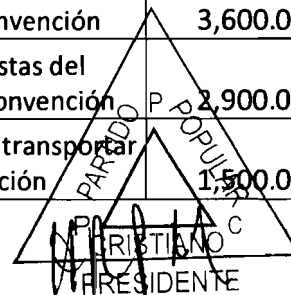 nvención 3,600.0
stas del
onvención 2,900.0
transportar
ción 1,500.0
PARTIDO POPULAR
CRISTIANO
P P C
PRESIDENTE